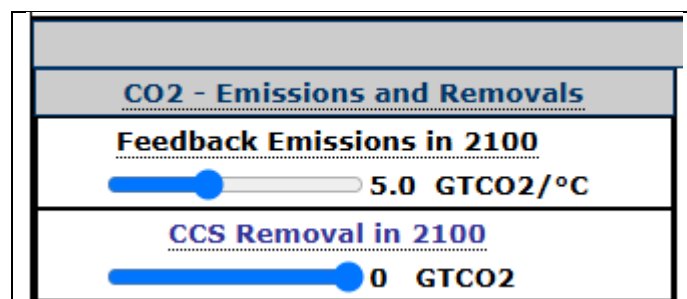 CO2 - Emissions and Removals
Feedback Emissions in 2100
5.0 GTCO2/°C
CCS Removal in 2100
0 GTCO2